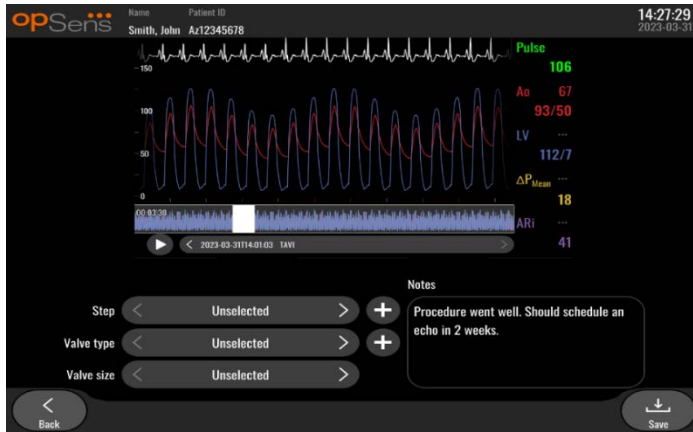 opSens
Name Patient ID
Smith, John Az12345678
14:27:29
2023-03-31
Pulse
106
150
100
50
0
Ao 67
93/50
LV ---
112/7
ΔPMean ---
18
ARi ---
41
00:03:30
2023-03-31T14:01:03 TAVI
Notes
Step Unselected
Valve type Unselected
Valve size Unselected
Procedure went well. Should schedule an
echo in 2 weeks.
Back
Save